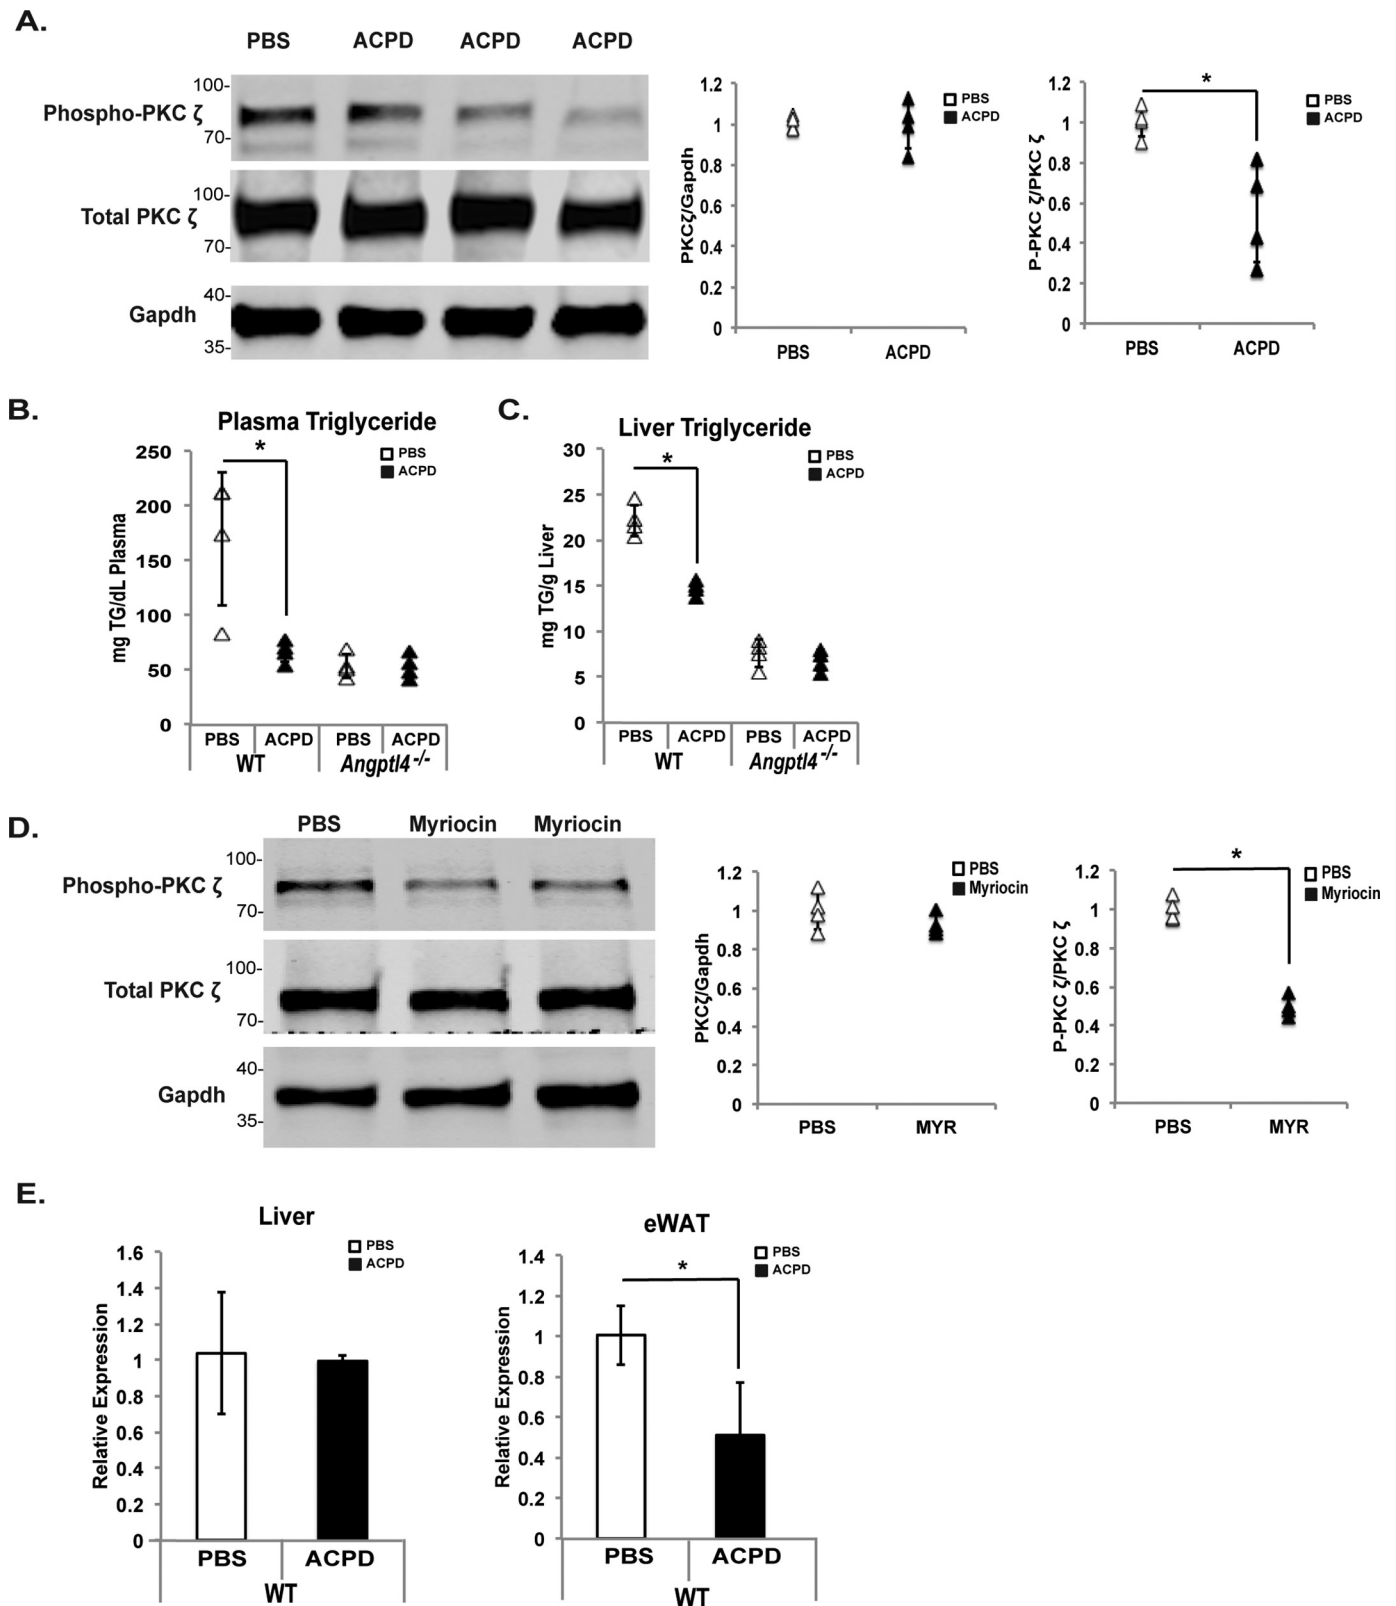 A.
PBS ACPD ACPD ACPD
Phospho-PKC ζ
100-
70-
Total PKC ζ
100-
70-
Gapdh
40-
35-
1.2
1
0.8
0.6
0.4
0.2
0
PKCζ/Gapdh
PBS ACPD
PBS
ACPD
1.2
1
0.8
0.6
0.4
0.2
0
P-PKC ζ/PKC ζ
*
PBS ACPD
PBS
ACPD
B.
Plasma Triglyceride
PBS
ACPD
*
250
200
150
100
50
0
mg TG/dL Plasma
PBS ACPD PBS ACPD
WT Angptl4-/-
C.
Liver Triglyceride
PBS
ACPD
*
30
25
20
15
10
5
0
mg TG/g Liver
PBS ACPD PBS ACPD
WT Angptl4-/-
D.
PBS Myriocin Myriocin
Phospho-PKC ζ
100-
70-
Total PKC ζ
100-
70-
Gapdh
40-
35-
1.2
1
0.8
0.6
0.4
0.2
0
PKCζ/Gapdh
PBS MYR
PBS
Myriocin
1.2
1
0.8
0.6
0.4
0.2
0
P-PKC ζ/PKC ζ
*
PBS MYR
PBS
Myriocin
E.
Liver
PBS
ACPD
1.6
1.4
1.2
1
0.8
0.6
0.4
0.2
0
Relative Expression
PBS ACPD
WT
eWAT
PBS
ACPD
*
1.4
1.2
1
0.8
0.6
0.4
0.2
0
Relative Expression
PBS ACPD
WT